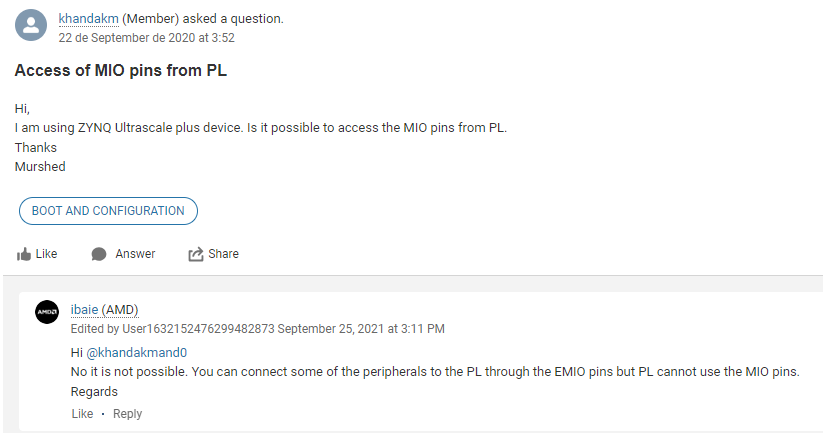 khandakm (Member) asked a question.
22 de September de 2020 at 3:52
Access of MIO pins from PL
Hi,
I am using ZYNQ Ultrascale plus device. Is it possible to access the MIO pins from PL.
Thanks
Murshed
BOOT AND CONFIGURATION
Like Answer Share
AMD
ibaie (AMD)
Edited by User1632152476299482873 September 25, 2021 at 3:11 PM
Hi @khandakmand0
No it is not possible. You can connect some of the peripherals to the PL through the EMIO pins but PL cannot use the MIO pins.
Regards
Like · Reply